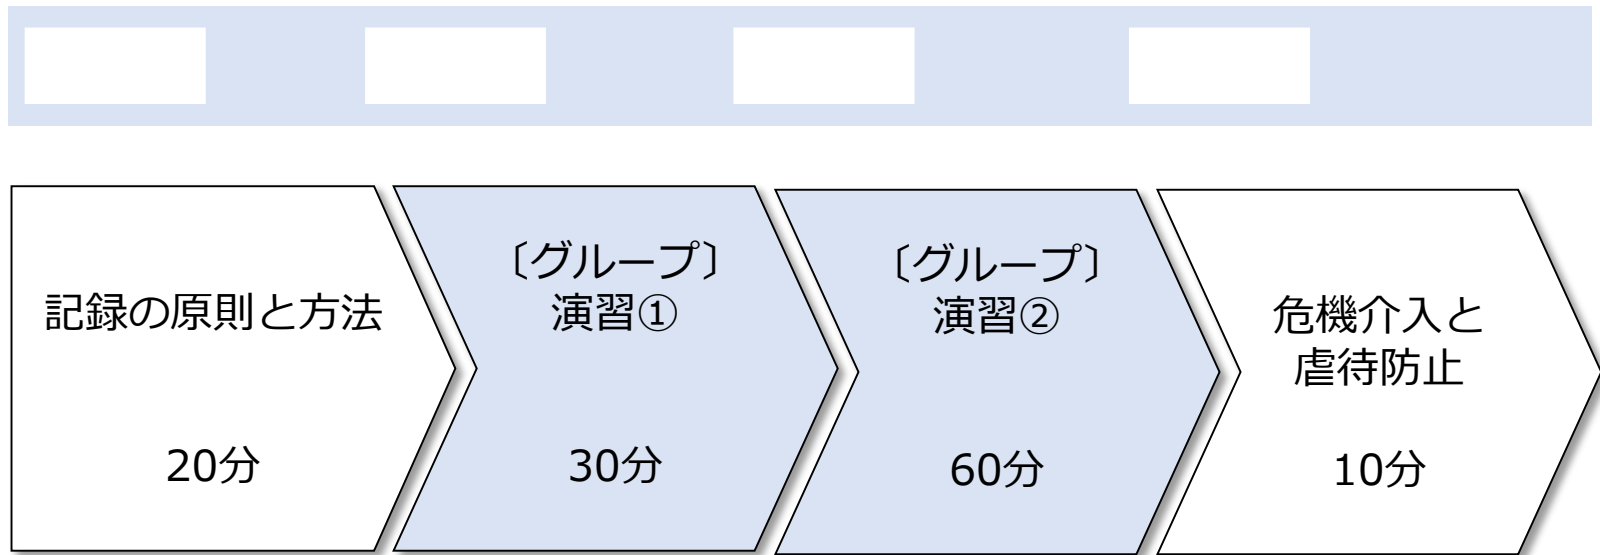 記録の原則と方法
20分
〔グループ〕
演習①
30分
〔グループ〕
演習②
60分
危機介入と
虐待防止
10分